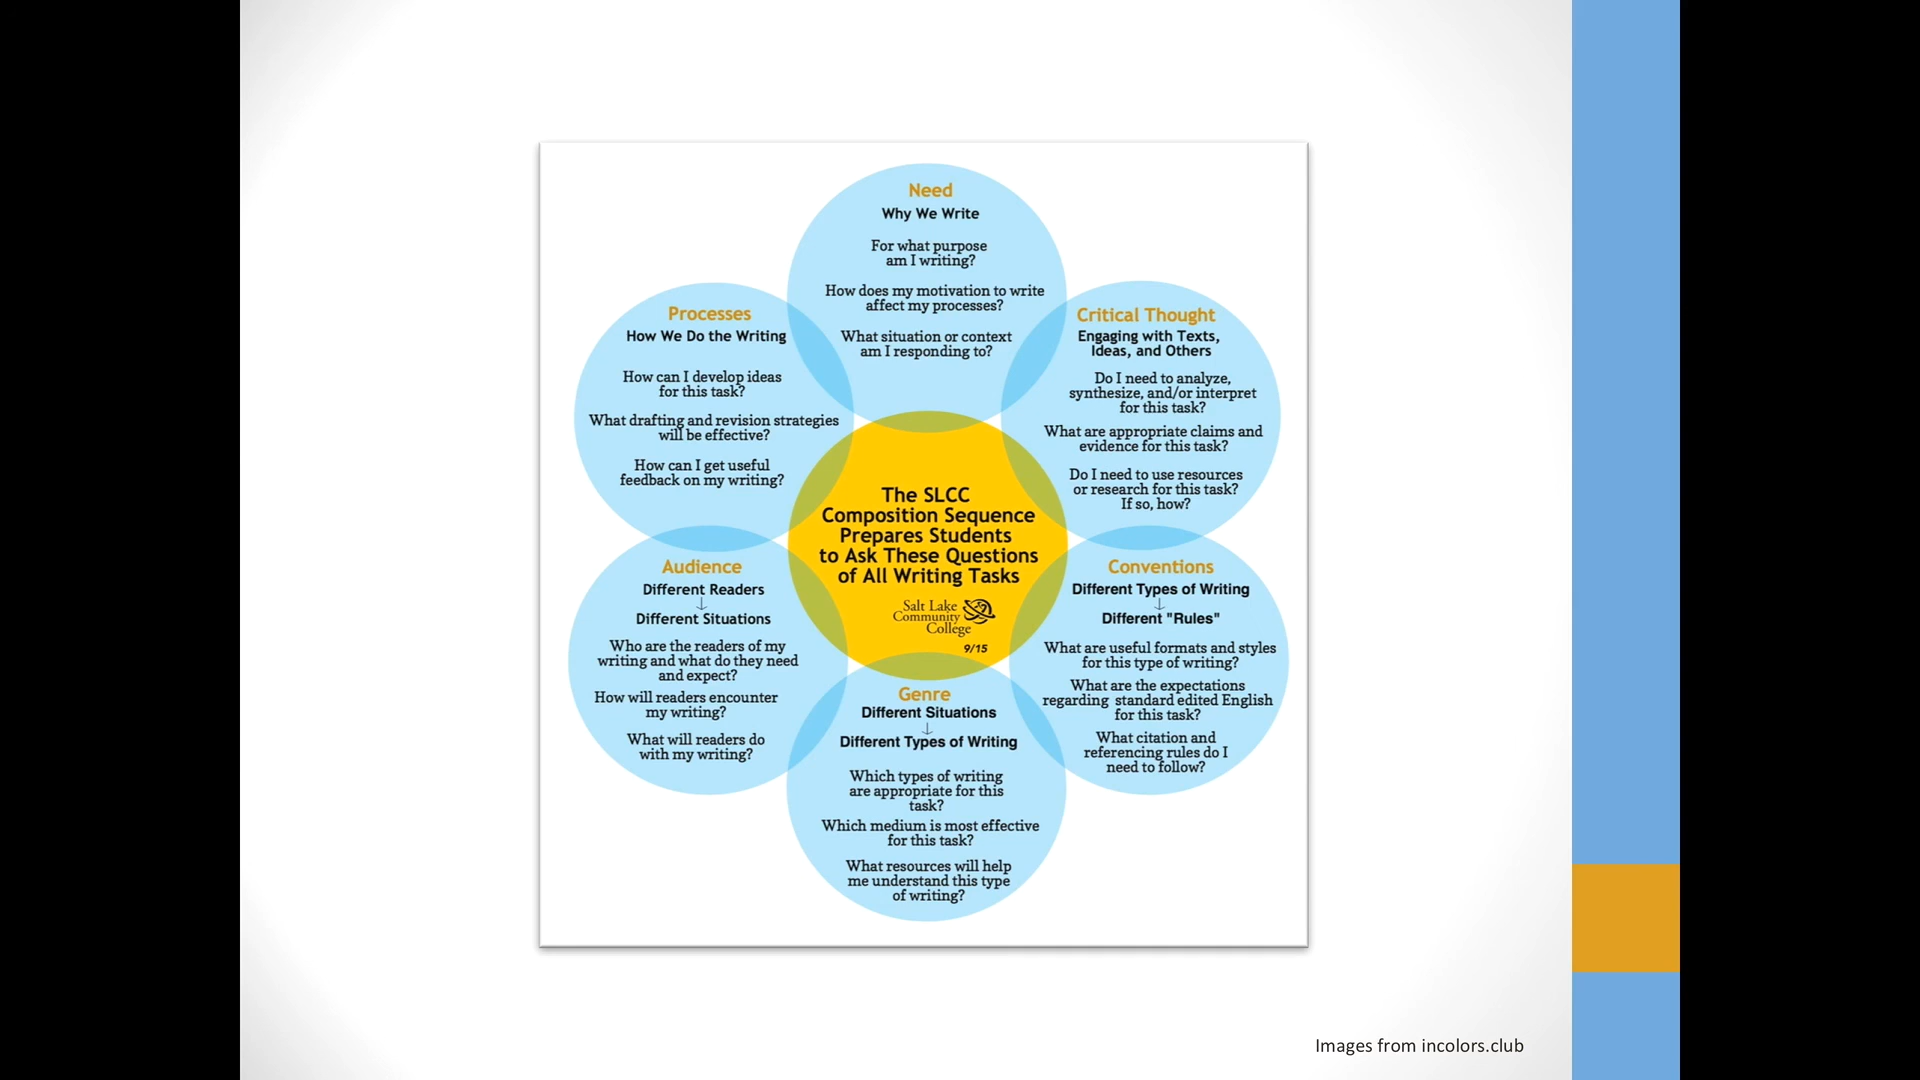 Need
Why We Write
For what purpose
am I writing?
How does my motivation to write
affect my processes?
What situation or context
am I responding to?
Processes
How We Do the Writing
How can I develop ideas
for this task?
What drafting and revision strategies
will be effective?
How can I get useful
feedback on my writing?
Critical Thought
Engaging with Texts,
Ideas, and Others
Do I need to analyze,
synthesize, and/or interpret
for this task?
What are appropriate claims and
evidence for this task?
Do I need to use resources
or research for this task?
If so, how?
The SLCC
Composition Sequence
Prepares Students
to Ask These Questions
of All Writing Tasks
Salt Lake
Community
College
9/15
Audience
Different Readers
↓
Different Situations
Who are the readers of my
writing and what do they need
and expect?
How will readers encounter
my writing?
What will readers do
with my writing?
Conventions
Different Types of Writing
↓
Different "Rules"
What are useful formats and styles
for this type of writing?
What are the expectations
regarding standard edited English
for this task?
What citation and
referencing rules do I
need to follow?
Genre
Different Situations
↓
Different Types of Writing
Which types of writing
are appropriate for this
task?
Which medium is most effective
for this task?
What resources will help
me understand this type
of writing?
Images from incolors.club